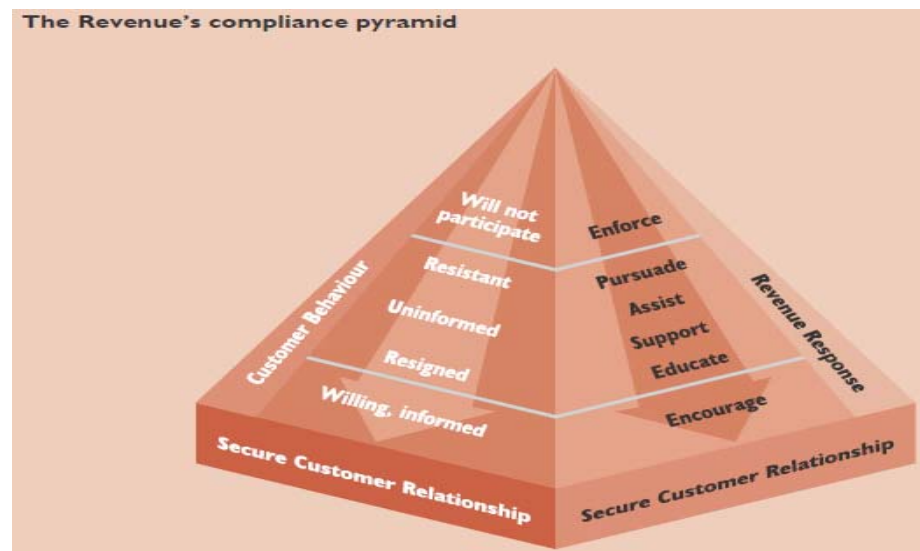 The Revenue's compliance pyramid
Customer Behaviour
Will not
participate
Resistant
Uninformed
Resigned
Willing, informed
Secure Customer Relationship
Enforce
Pursuade
Assist
Support
Educate
Encourage
Revenue Response
Secure Customer Relationship